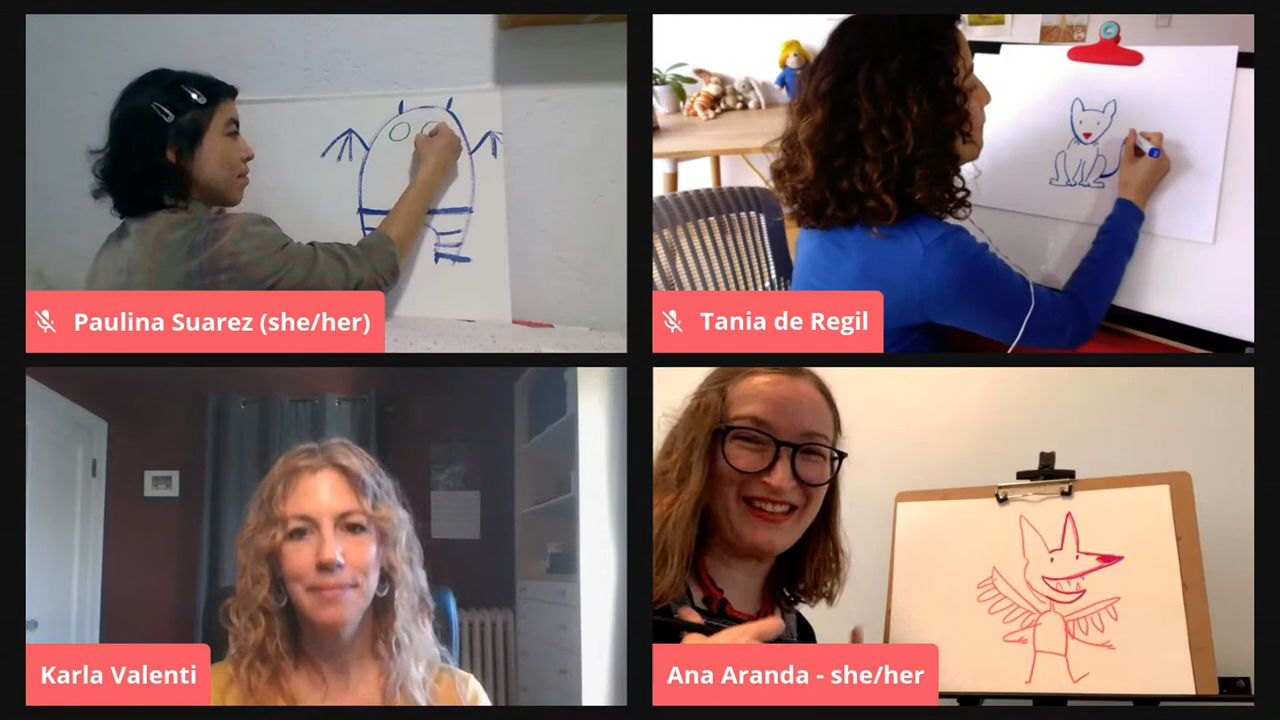 Paulina Suarez (she/her)
Tania de Regil
Karla Valenti
Ana Aranda - she/her